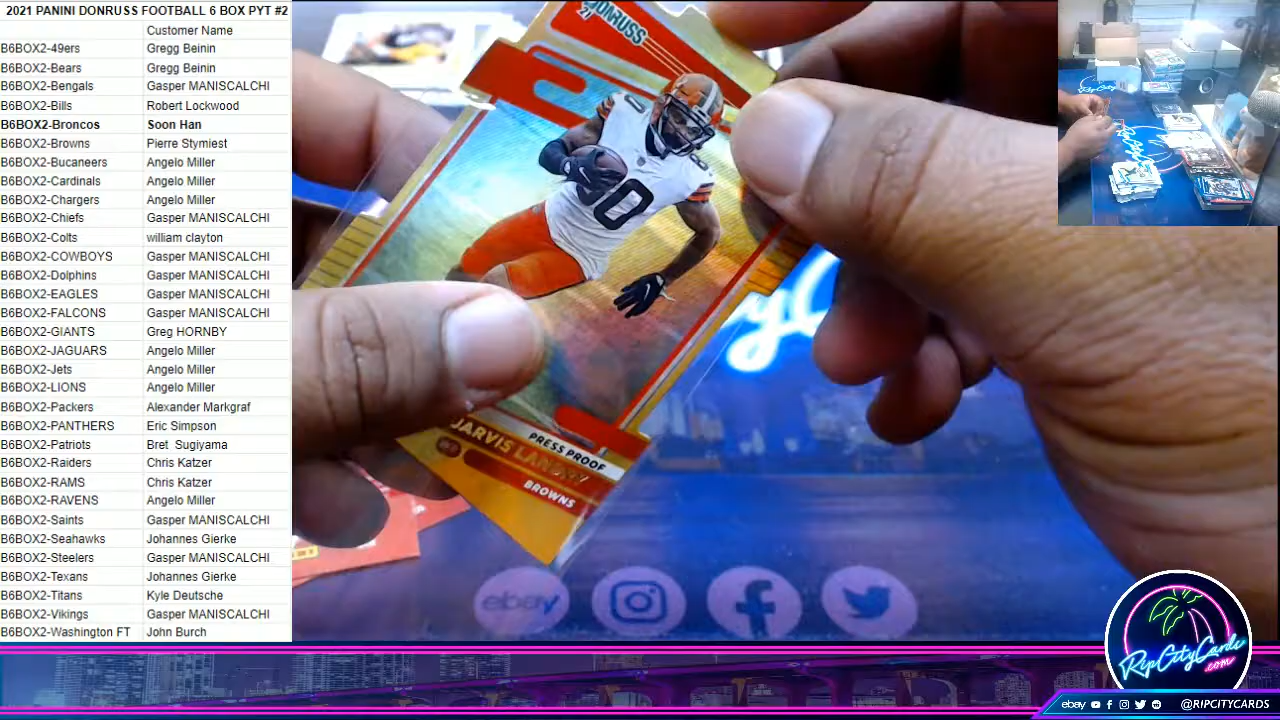 2021 PANINI DONRUSS FOOTBALL 6 BOX PYT #2
Customer Name
B6BOX2-49ers Gregg Beinin
B6BOX2-Bears Gregg Beinin
B6BOX2-Bengals Gasper MANISCALCHI
B6BOX2-Bills Robert Lockwood
B6BOX2-Broncos Soon Han
B6BOX2-Browns Pierre Stymiest
B6BOX2-Bucaneers Angelo Miller
B6BOX2-Cardinals Angelo Miller
B6BOX2-Chargers Angelo Miller
B6BOX2-Chiefs Gasper MANISCALCHI
B6BOX2-Colts william clayton
B6BOX2-COWBOYS Gasper MANISCALCHI
B6BOX2-Dolphins Gasper MANISCALCHI
B6BOX2-EAGLES Gasper MANISCALCHI
B6BOX2-FALCONS Gasper MANISCALCHI
B6BOX2-GIANTS Greg HORNBY
B6BOX2-JAGUARS Angelo Miller
B6BOX2-Jets Angelo Miller
B6BOX2-LIONS Angelo Miller
B6BOX2-Packers Alexander Markgraf
B6BOX2-PANTHERS Eric Simpson
B6BOX2-Patriots Bret Sugiyama
B6BOX2-Raiders Chris Katzer
B6BOX2-RAMS Chris Katzer
B6BOX2-RAVENS Angelo Miller
B6BOX2-Saints Gasper MANISCALCHI
B6BOX2-Seahawks Johannes Gierke
B6BOX2-Steelers Gasper MANISCALCHI
B6BOX2-Texans Johannes Gierke
B6BOX2-Titans Kyle Deutsche
B6BOX2-Vikings Gasper MANISCALCHI
B6BOX2-Washington FT John Burch
DONRUSS
21
80
80
PRESS PROOF
JARVIS LANDRY
WR
BROWNS
ebay
RipCityCards
.com
ebay
@RIPCITYCARDS